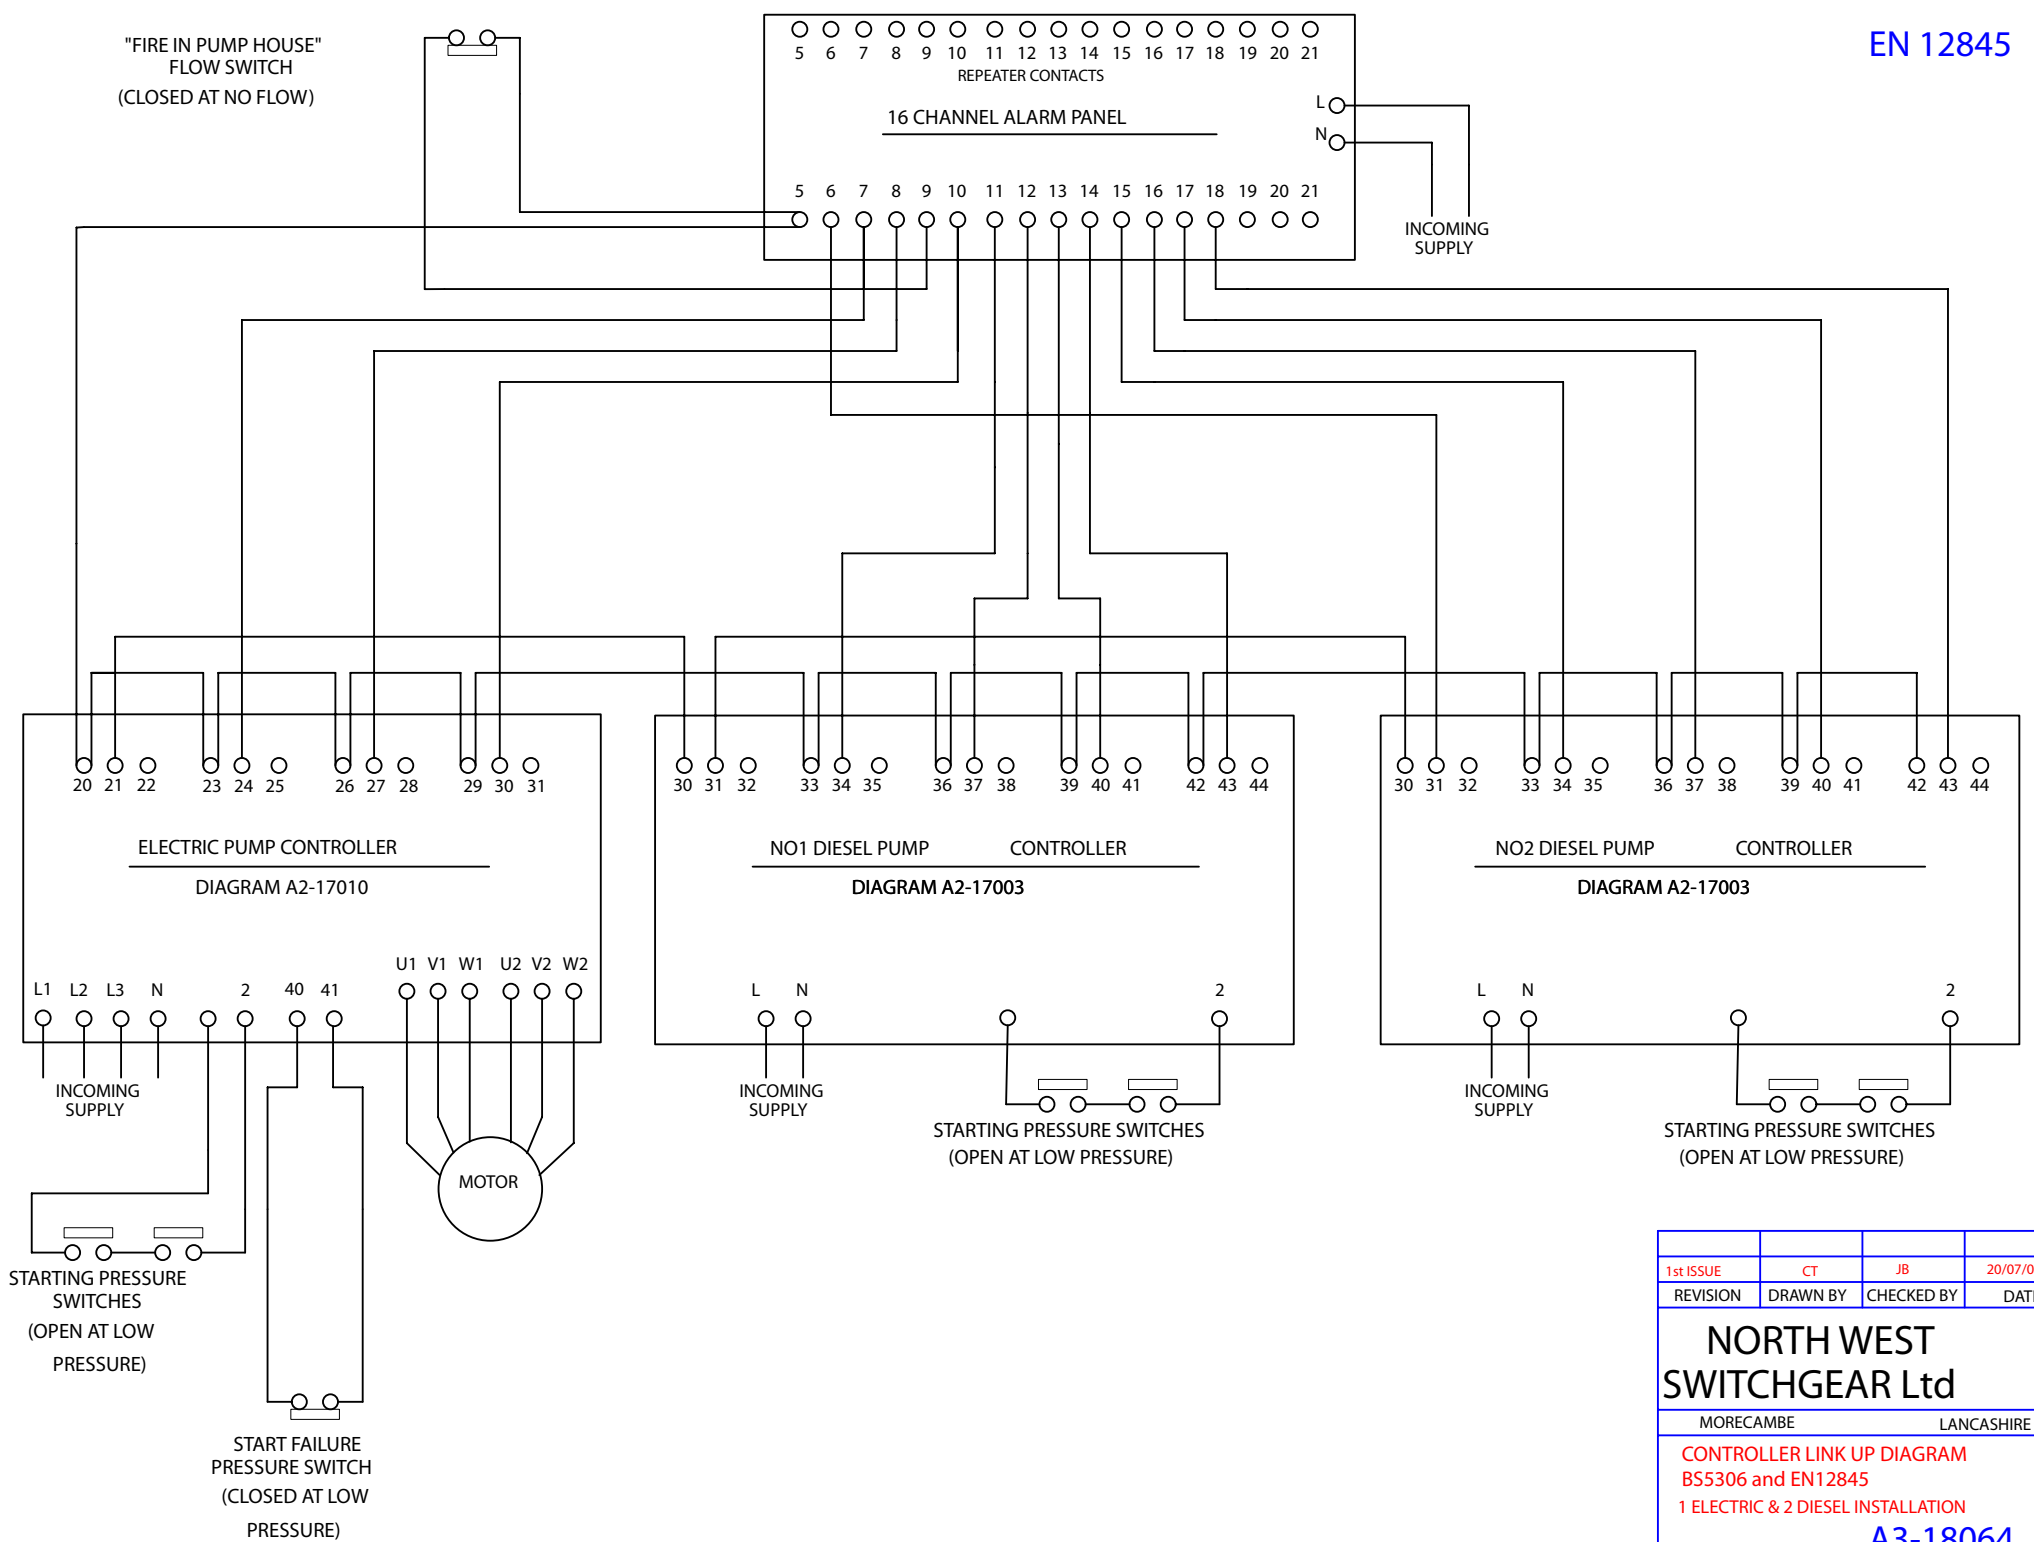 "FIRE IN PUMP HOUSE"
FLOW SWITCH
(CLOSED AT NO FLOW)
EN 12845
5 6 7 8 9 10 11 12 13 14 15 16 17 18 19 20 21
REPEATER CONTACTS
16 CHANNEL ALARM PANEL
L
N
5 6 7 8 9 10 11 12 13 14 15 16 17 18 19 20 21
INCOMING
SUPPLY
20 21 22 23 24 25 26 27 28 29 30 31
ELECTRIC PUMP CONTROLLER
DIAGRAM A2-17010
U1 V1 W1 U2 V2 W2
L1 L2 L3 N 2 40 41
INCOMING
SUPPLY
MOTOR
STARTING PRESSURE
SWITCHES
(OPEN AT LOW
PRESSURE)
START FAILURE
PRESSURE SWITCH
(CLOSED AT LOW
PRESSURE)
30 31 32 33 34 35 36 37 38 39 40 41 42 43 44
NO1 DIESEL PUMP CONTROLLER
DIAGRAM A2-17003
L N 2
INCOMING
SUPPLY
STARTING PRESSURE SWITCHES
(OPEN AT LOW PRESSURE)
30 31 32 33 34 35 36 37 38 39 40 41 42 43 44
NO2 DIESEL PUMP CONTROLLER
DIAGRAM A2-17003
L N 2
INCOMING
SUPPLY
STARTING PRESSURE SWITCHES
(OPEN AT LOW PRESSURE)
1st ISSUE CT JB 20/07/0
REVISION DRAWN BY CHECKED BY DAT
NORTH WEST
SWITCHGEAR Ltd
MORECAMBE LANCASHIRE
CONTROLLER LINK UP DIAGRAM
BS5306 and EN12845
1 ELECTRIC & 2 DIESEL INSTALLATION
A3-18064